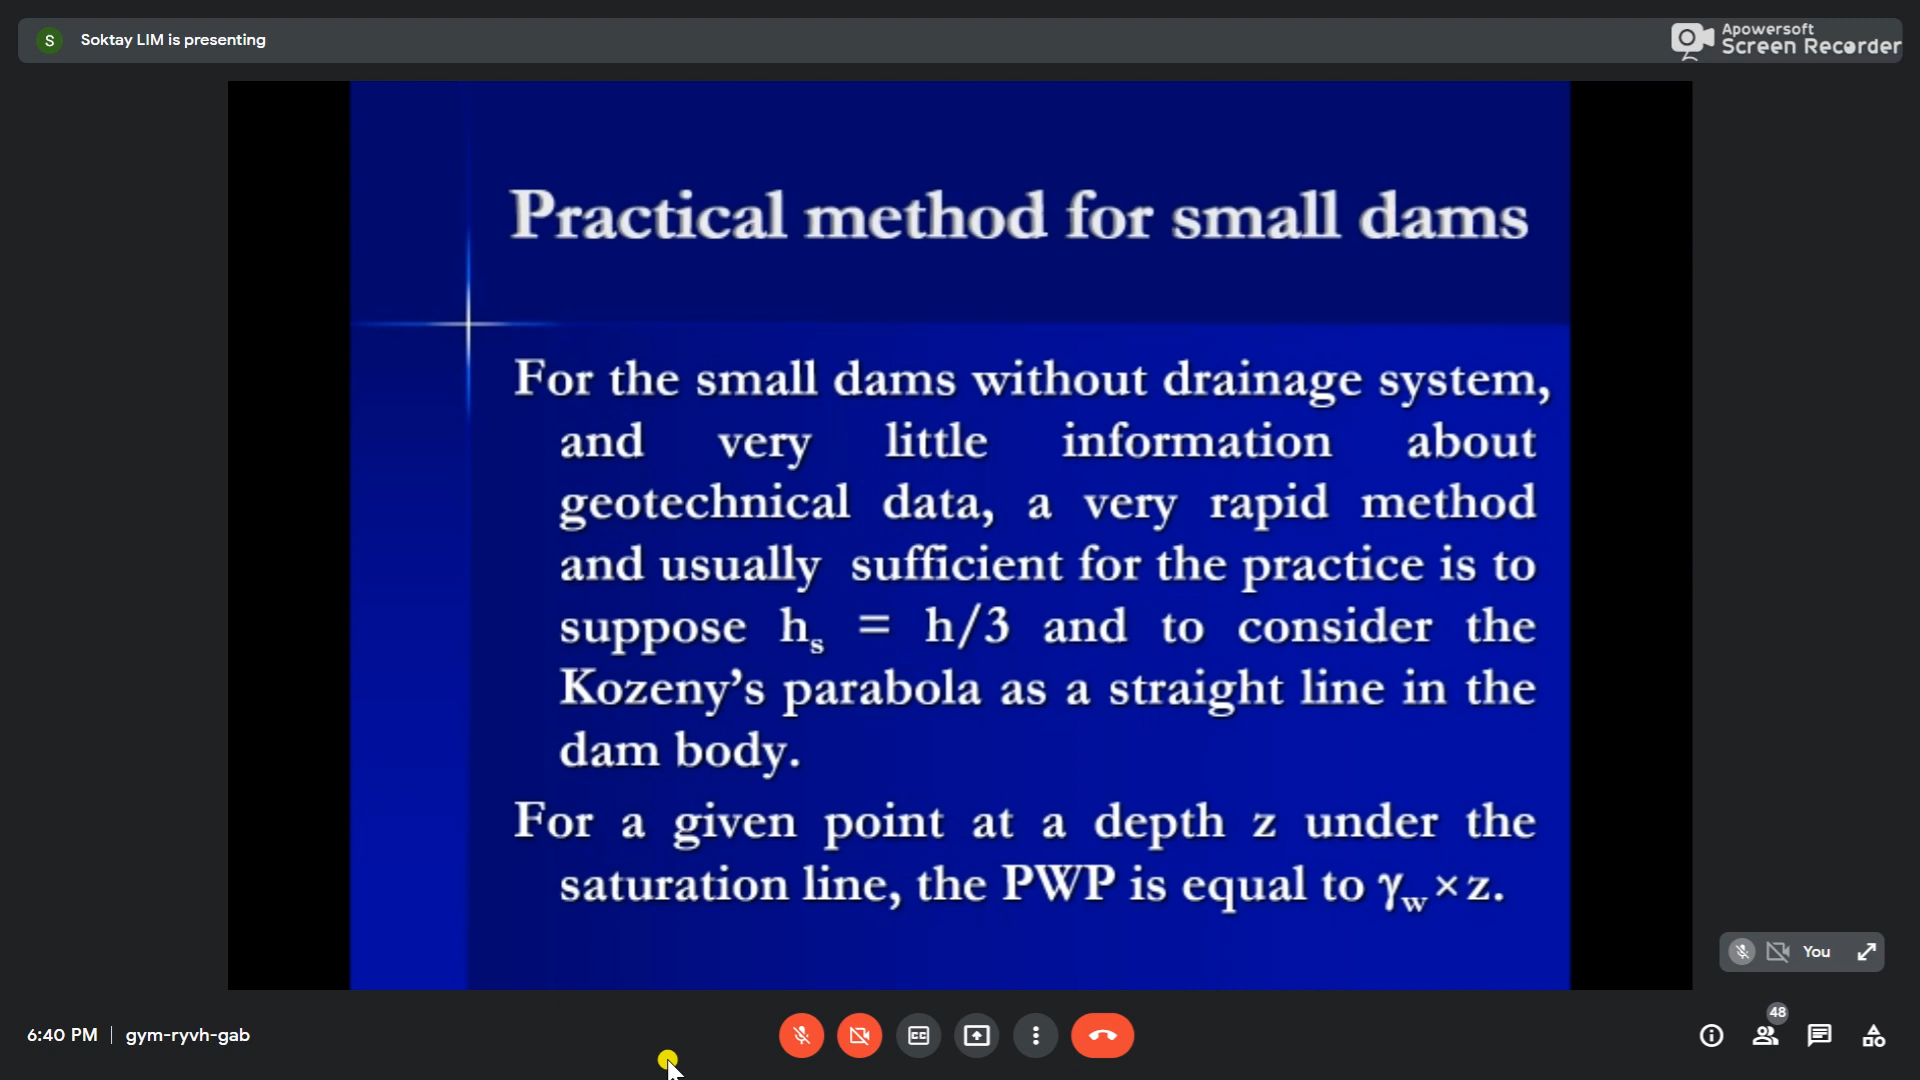 S Soktay LIM is presenting
Apowersoft
Screen Recorder
Practical method for small dams
For the small dams without drainage system,
and very little information about
geotechnical data, a very rapid method
and usually sufficient for the practice is to
suppose hₛ = h/3 and to consider the
Kozeny’s parabola as a straight line in the
dam body.
For a given point at a depth z under the
saturation line, the PWP is equal to γw × z.
You
6:40 PM | gym-ryvh-gab
CC
48